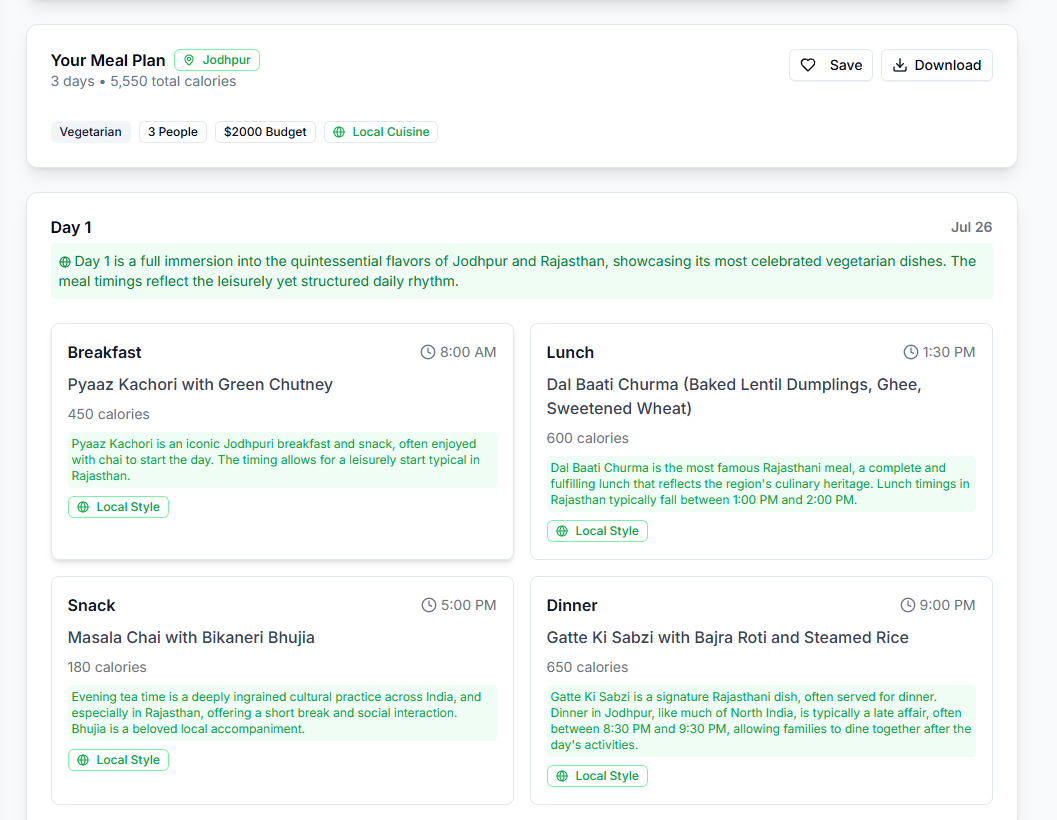 Your Meal Plan Jodhpur
3 days • 5,550 total calories
Save Download
Vegetarian 3 People $2000 Budget Local Cuisine
Day 1 Jul 26
Day 1 is a full immersion into the quintessential flavors of Jodhpur and Rajasthan, showcasing its most celebrated vegetarian dishes. The
meal timings reflect the leisurely yet structured daily rhythm.
Breakfast 8:00 AM
Pyaaz Kachori with Green Chutney
450 calories
Pyaaz Kachori is an iconic Jodhpuri breakfast and snack, often enjoyed
with chai to start the day. The timing allows for a leisurely start typical in
Rajasthan.
Local Style
Lunch 1:30 PM
Dal Baati Churma (Baked Lentil Dumplings, Ghee,
Sweetened Wheat)
600 calories
Dal Baati Churma is the most famous Rajasthani meal, a complete and
fulfilling lunch that reflects the region's culinary heritage. Lunch timings in
Rajasthan typically fall between 1:00 PM and 2:00 PM.
Local Style
Snack 5:00 PM
Masala Chai with Bikaneri Bhujia
180 calories
Evening tea time is a deeply ingrained cultural practice across India, and
especially in Rajasthan, offering a short break and social interaction.
Bhujia is a beloved local accompaniment.
Local Style
Dinner 9:00 PM
Gatte Ki Sabzi with Bajra Roti and Steamed Rice
650 calories
Gatte Ki Sabzi is a signature Rajasthani dish, often served for dinner.
Dinner in Jodhpur, like much of North India, is typically a late affair, often
between 8:30 PM and 9:30 PM, allowing families to dine together after the
day's activities.
Local Style